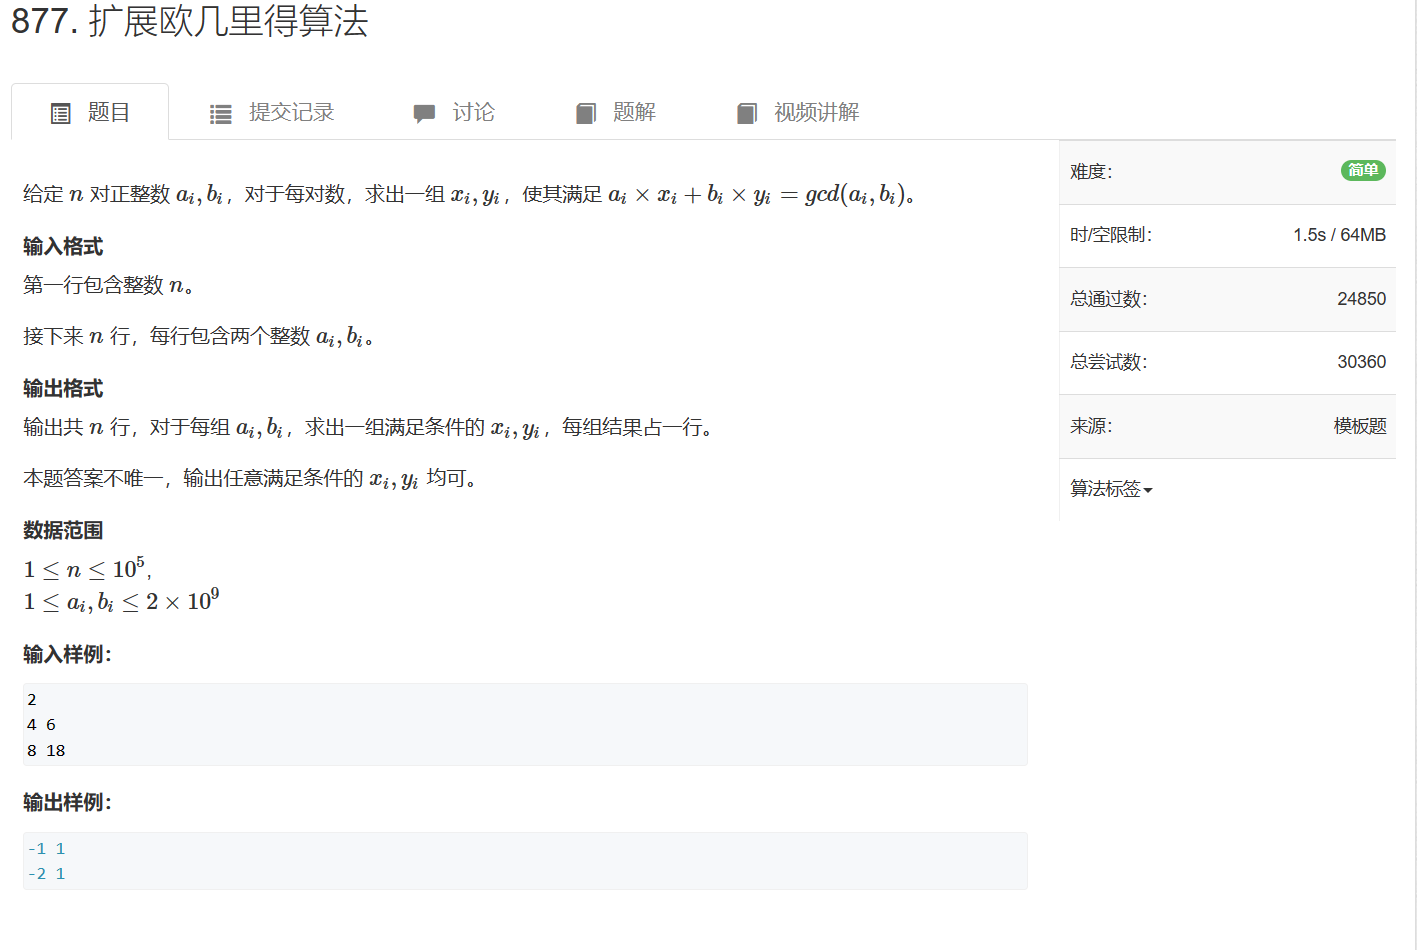 877. 扩展欧几里得算法
题目 提交记录 讨论 题解 视频讲解
给定 n 对正整数 a_i, b_i，对于每对数，求出一组 x_i, y_i，使其满足 a_i × x_i + b_i × y_i = gcd(a_i, b_i)。
输入格式
第一行包含整数 n。
接下来 n 行，每行包含两个整数 a_i, b_i。
输出格式
输出共 n 行，对于每组 a_i, b_i，求出一组满足条件的 x_i, y_i，每组结果占一行。
本题答案不唯一，输出任意满足条件的 x_i, y_i 均可。
数据范围
1 ≤ n ≤ 10^5,
1 ≤ a_i, b_i ≤ 2 × 10^9
输入样例：
2
4 6
8 18
输出样例：
-1 1
-2 1
难度： 简单
时/空限制： 1.5s / 64MB
总通过数： 24850
总尝试数： 30360
来源： 模板题
算法标签